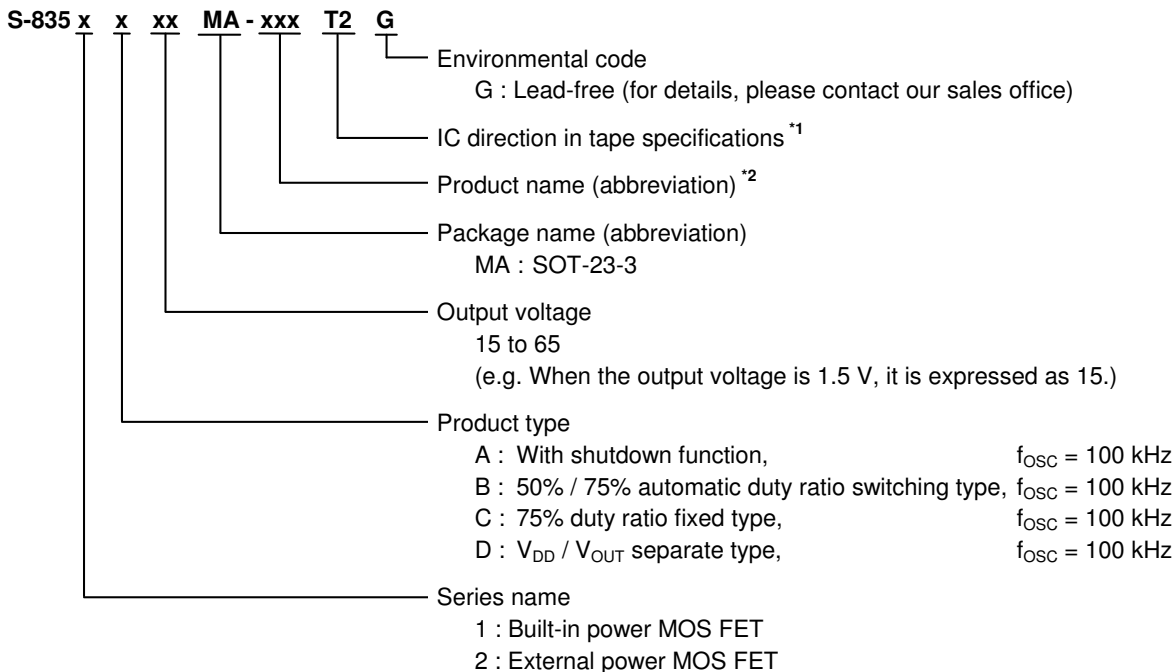 S-835 x x xx MA - xxx T2 G
Environmental code
G : Lead-free (for details, please contact our sales office)
IC direction in tape specifications *1
Product name (abbreviation) *2
Package name (abbreviation)
MA : SOT-23-3
Output voltage
15 to 65
(e.g. When the output voltage is 1.5 V, it is expressed as 15.)
Product type
A : With shutdown function, fOSC = 100 kHz
B : 50% / 75% automatic duty ratio switching type, fOSC = 100 kHz
C : 75% duty ratio fixed type, fOSC = 100 kHz
D : VDD / VOUT separate type, fOSC = 100 kHz
Series name
1 : Built-in power MOS FET
2 : External power MOS FET